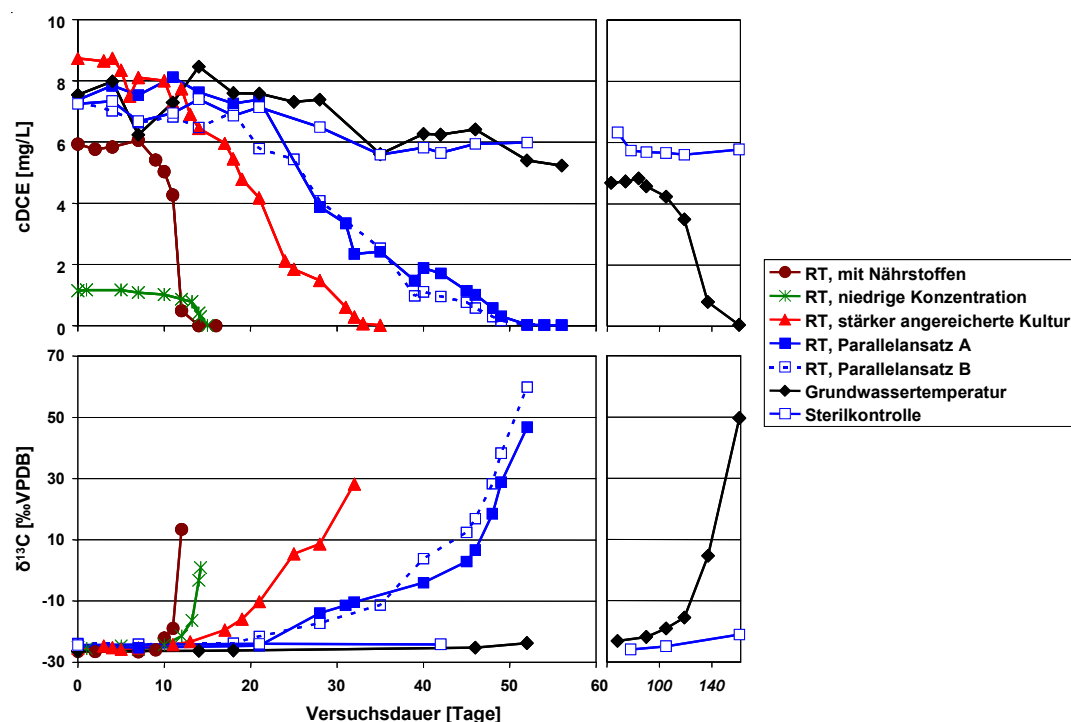 10
8
6
4
2
0
cDCE [mg/L]
70
50
30
10
-10
-30
δ¹³C [‰VPDB]
0
10
20
30
40
50
60
100
140
Versuchsdauer [Tage]
RT, mit Nährstoffen
RT, niedrige Konzentration
RT, stärker angereicherte Kultur
RT, Parallelansatz A
RT, Parallelansatz B
Grundwassertemperatur
Sterilkontrolle